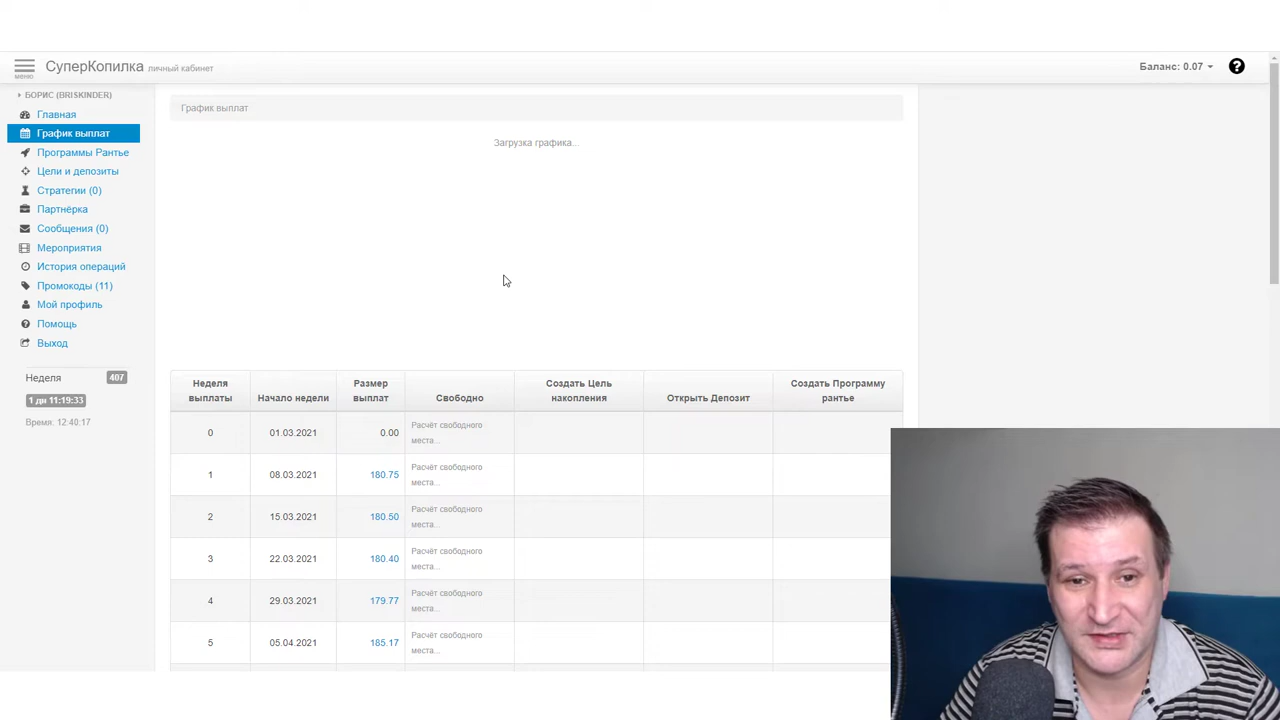 СуперКопилка личный кабинет
меню
Баланс: 0.07
БОРИС (BRISKINDER)
Главная
График выплат
Программы Рантье
Цели и депозиты
Стратегии (0)
Партнёрка
Сообщения (0)
Мероприятия
История операций
Промокоды (11)
Мой профиль
Помощь
Выход
Неделя 407
1 дн 11:19:33
Время: 12:40:17
График выплат
Загрузка графика...
Неделя выплаты Начало недели Размер выплат Свободно Создать Цель накопления Открыть Депозит Создать Программу рантье
0 01.03.2021 0.00 Расчёт свободного места...
1 08.03.2021 180.75 Расчёт свободного места...
2 15.03.2021 180.50 Расчёт свободного места...
3 22.03.2021 180.40 Расчёт свободного места...
4 29.03.2021 179.77 Расчёт свободного места...
5 05.04.2021 185.17 Расчёт свободного места...